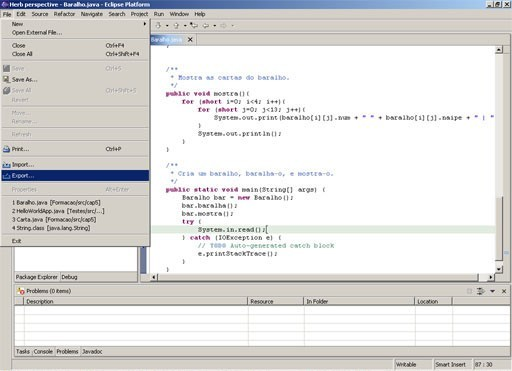 Herb perspective - Baralho.java - Eclipse Platform
File Edit Source Refactor Navigate Search Project Run Window Help
New
Open External File...
Close Ctrl+F4
Close All Ctrl+Shift+F4
Save Ctrl+S
Save As...
Save All Ctrl+Shift+S
Revert
Move...
Rename...
Refresh
Print... Ctrl+P
Import...
Export...
Properties Alt+Enter
1 Baralho.java [Formacao/src/cap5]
2 HelloWorldApp.java [Testes/src/...]
3 Carta.java [Formacao/src/cap5]
4 String.class [java.lang.String]
Exit
Baralho.java
/**
* Mostra as cartas do baralho.
*/
public void mostra(){
for (short i=0; i<4; i++){
for (short j=0; j<13; j++){
System.out.print(baralho[i][j].num + " " + baralho[i][j].naipe + " | "
}
System.out.println();
}
}
/**
* Cria um baralho, baralha-o, e mostra-o.
*/
public static void main(String[] args) {
Baralho bar = new Baralho();
bar.baralha();
bar.mostra();
try {
System.in.read();
} catch (IOException e) {
// TODO Auto-generated catch block
e.printStackTrace();
}
}
Package Explorer Debug
Problems (0 items)
Description Resource In Folder Location
Tasks Console Problems Javadoc
Writable Smart Insert 87 : 30